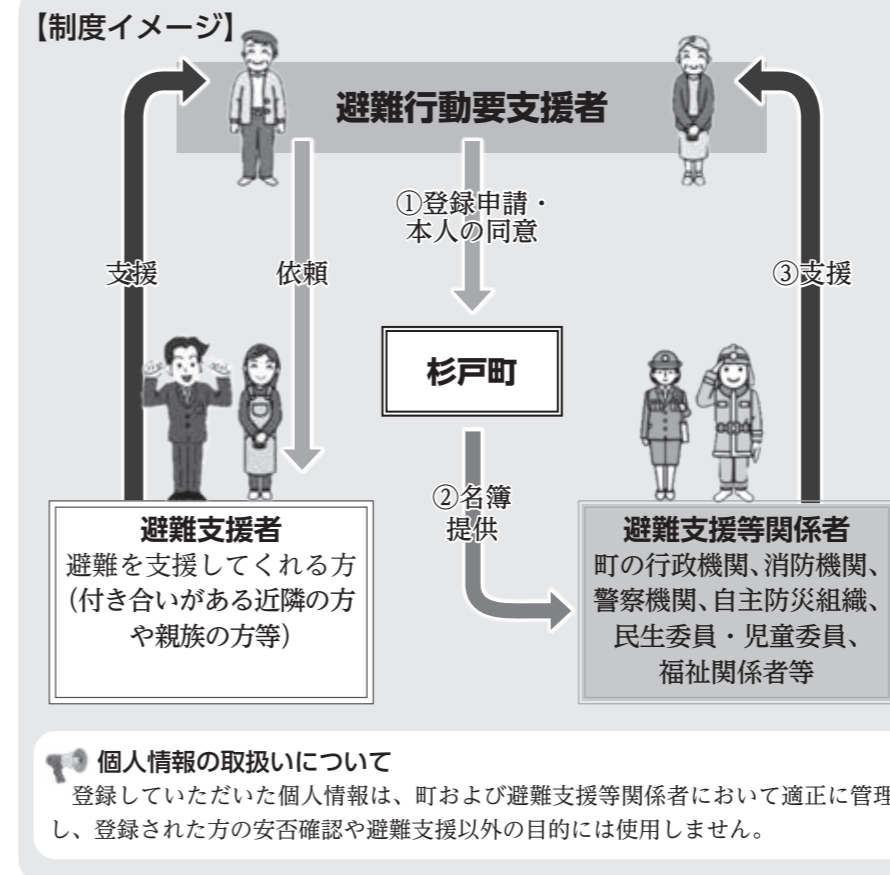 【制度イメージ】
避難行動要支援者
①登録申請・
本人の同意
支援
依頼
③支援
杉戸町
②名簿
提供
避難支援者
避難を支援してくれる方
(付き合いがある近隣の方
や親族の方等)
避難支援等関係者
町の行政機関、消防機関、
警察機関、自主防災組織、
民生委員・児童委員、
福祉関係者等
個人情報の取扱いについて
登録していただいた個人情報は、町および避難支援等関係者において適正に管理
し、登録された方の安否確認や避難支援以外の目的には使用しません。